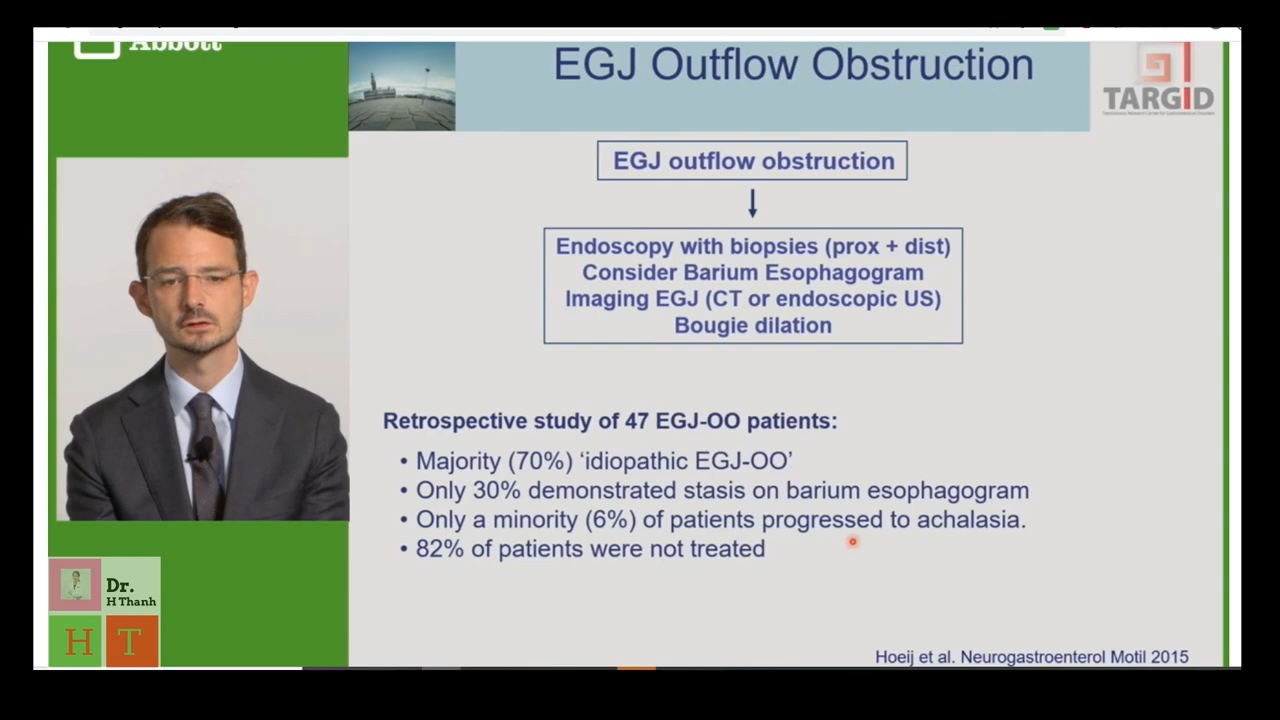 Abbott
EGJ Outflow Obstruction
TARGID
EGJ outflow obstruction
Endoscopy with biopsies (prox + dist)
Consider Barium Esophagogram
Imaging EGJ (CT or endoscopic US)
Bougie dilation
Retrospective study of 47 EGJ-OO patients:
• Majority (70%) ‘idiopathic EGJ-OO’
• Only 30% demonstrated stasis on barium esophagogram
• Only a minority (6%) of patients progressed to achalasia.
• 82% of patients were not treated
Dr.
H Thanh
H T
Hoeij et al. Neurogastroenterol Motil 2015